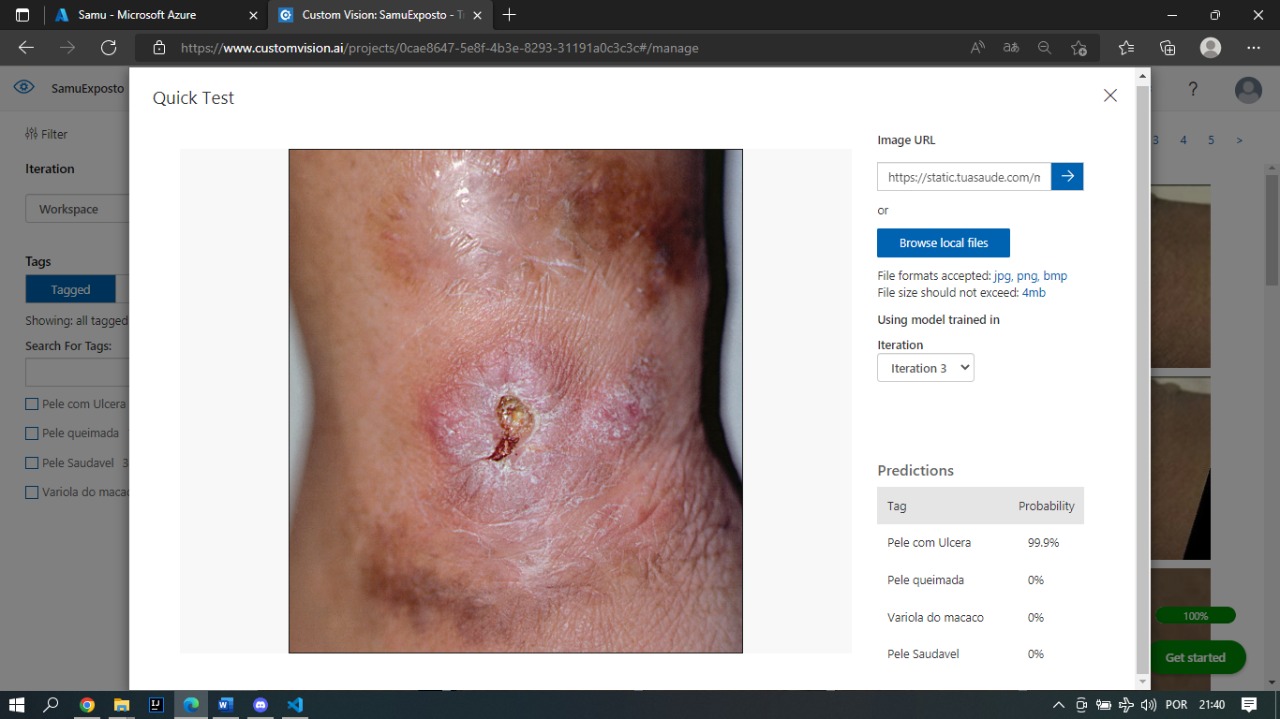 Samu - Microsoft Azure
Custom Vision: SamuExposto - Ti
https://www.customvision.ai/projects/0cae8647-5e8f-4b3e-8293-31191a0c3c3c#/manage
SamuExposto
?
Quick Test
Filter
Iteration
Workspace
Tags
Tagged
Showing: all tagged
Search For Tags:
Pele com Ulcera
Pele queimada
Pele Saudavel 3
Variola do macac
Image URL
https://static.tuasaude.com/m
or
Browse local files
File formats accepted: jpg, png, bmp
File size should not exceed: 4mb
Using model trained in
Iteration
Iteration 3
Predictions
Tag Probability
Pele com Ulcera 99.9%
Pele queimada 0%
Variola do macaco 0%
Pele Saudavel 0%
3 4 5 >
100%
Get started
POR 21:40